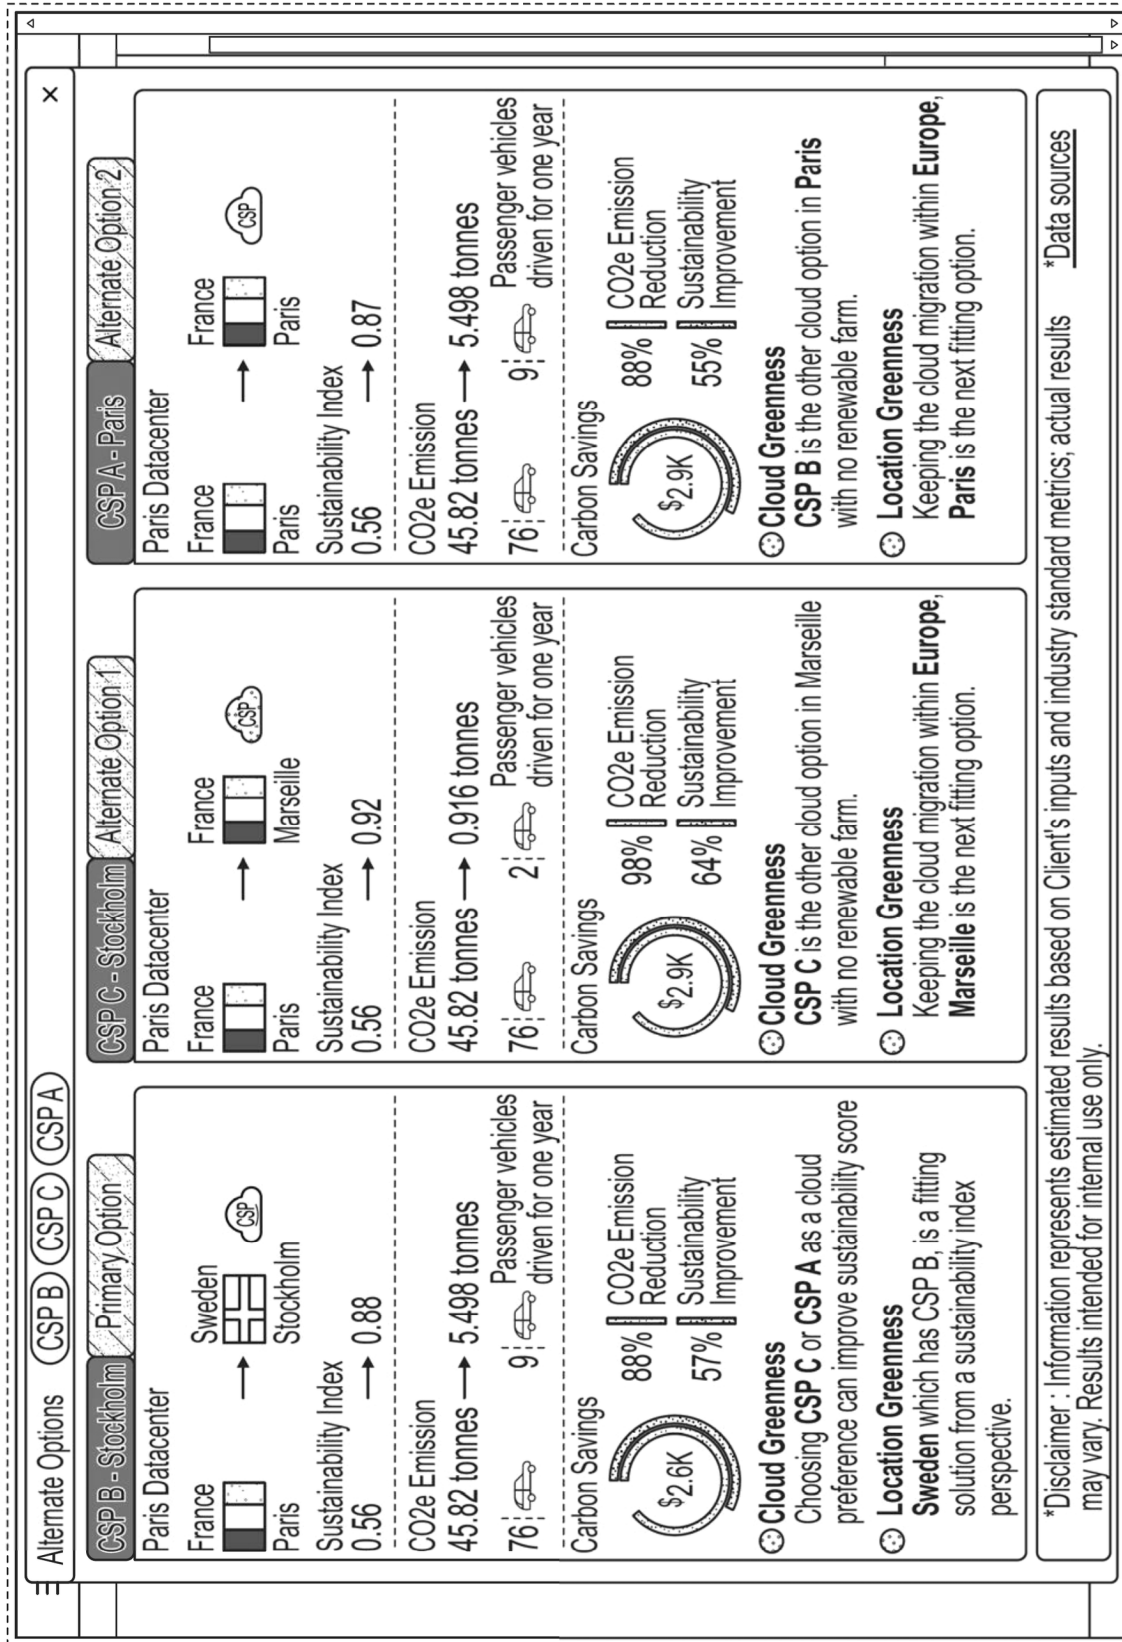 Alternate Options CSP B CSP C CSP A
CSP B - Stockholm Primary Option
Paris Datacenter
France Sweden
CSP
Paris Stockholm
Sustainability Index
0.56 0.88
CO2e Emission
45.82 tonnes 5.498 tonnes
76 9 Passenger vehicles
driven for one year
Carbon Savings
$2.6K
88% CO2e Emission
Reduction
57% Sustainability
Improvement
Cloud Greenness
Choosing CSP C or CSP A as a cloud
preference can improve sustainability score
Location Greenness
Sweden which has CSP B, is a fitting
solution from a sustainability index
perspective.
CSP C - Stockholm Alternate Option 1
Paris Datacenter
France France
CSP
Paris Marseille
Sustainability Index
0.56 0.92
CO2e Emission
45.82 tonnes 0.916 tonnes
76 2 Passenger vehicles
driven for one year
Carbon Savings
$2.9K
98% CO2e Emission
Reduction
64% Sustainability
Improvement
Cloud Greenness
CSP C is the other cloud option in Marseille
with no renewable farm.
Location Greenness
Keeping the cloud migration within Europe,
Marseille is the next fitting option.
CSP A - Paris Alternate Option 2
Paris Datacenter
France France
CSP
Paris Paris
Sustainability Index
0.56 0.87
CO2e Emission
45.82 tonnes 5.498 tonnes
76 9 Passenger vehicles
driven for one year
Carbon Savings
$2.9K
88% CO2e Emission
Reduction
55% Sustainability
Improvement
Cloud Greenness
CSP B is the other cloud option in Paris
with no renewable farm.
Location Greenness
Keeping the cloud migration within Europe,
Paris is the next fitting option.
*Disclaimer : Information represents estimated results based on Client's inputs and industry standard metrics; actual results
may vary. Results intended for internal use only.
*Data sources